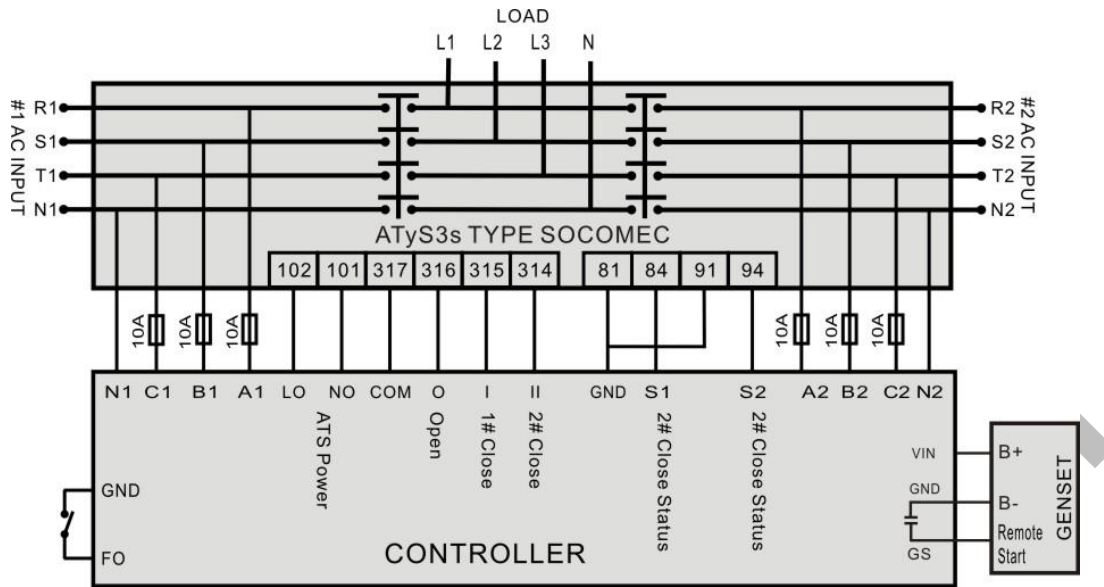 LOAD
L1 L2 L3 N
#1 AC INPUT
R1
S1
T1
N1
#2 AC INPUT
R2
S2
T2
N2
ATyS3s TYPE SOCOMEC
102 101 317 316 315 314 81 84 91 94
10A 10A 10A 10A 10A 10A
N1 C1 B1 A1 LO NO COM O I II GND S1 S2 A2 B2 C2 N2
ATS Power
Open
1# Close
2# Close
2# Close Status
2# Close Status
GND
FO
CONTROLLER
VIN
GND
GS
B+
B-
Remote
Start
GENSET